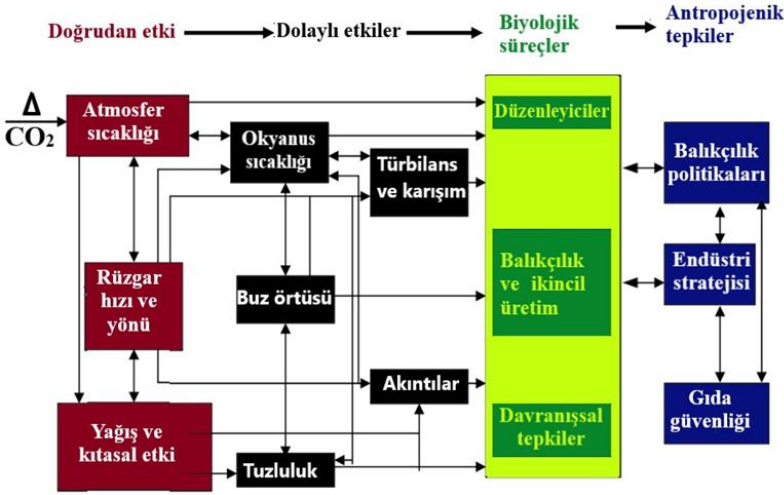 Doğrudan etki
Dolaylı etkiler
Biyolojik
süreçler
Antropojenik
tepkiler
Δ
CO₂
Atmosfer
sıcaklığı
Rüzgar
hızı ve
yönü
Yağış ve
kıtasal etki
Okyanus
sıcaklığı
Türbilans
ve karışım
Buz örtüsü
Akıntılar
Tuzluluk
Düzenleyiciler
Balıkçılık
ve ikincil
üretim
Davranışsal
tepkiler
Balıkçılık
politikaları
Endüstri
stratejisi
Gıda
güvenliği